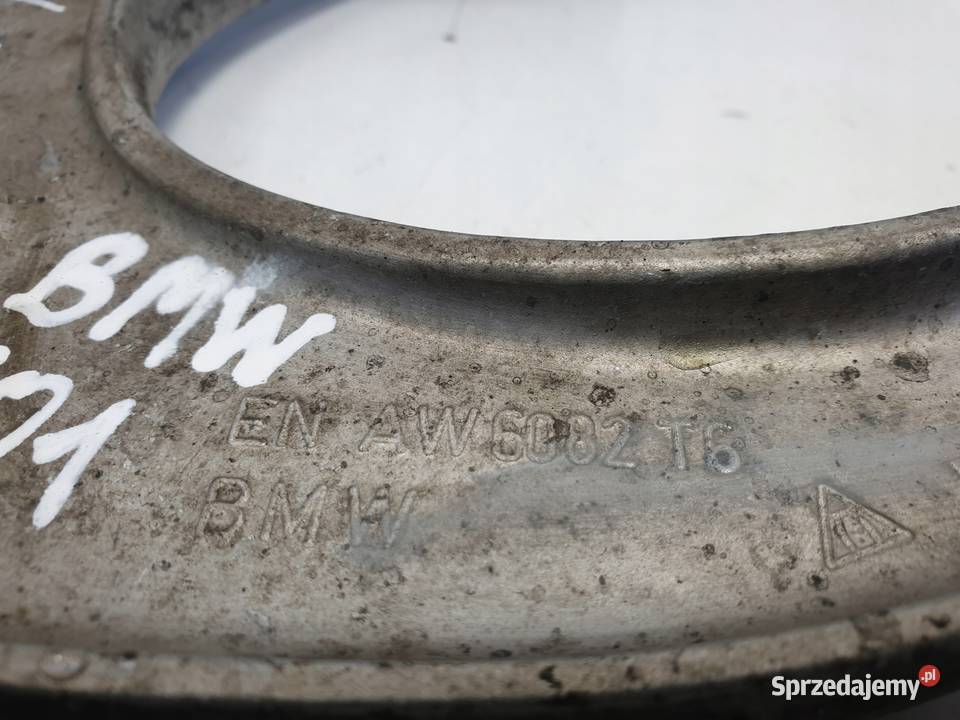 BMW
EN AW 6082 T6
BMW
Sprzedajemy.pl